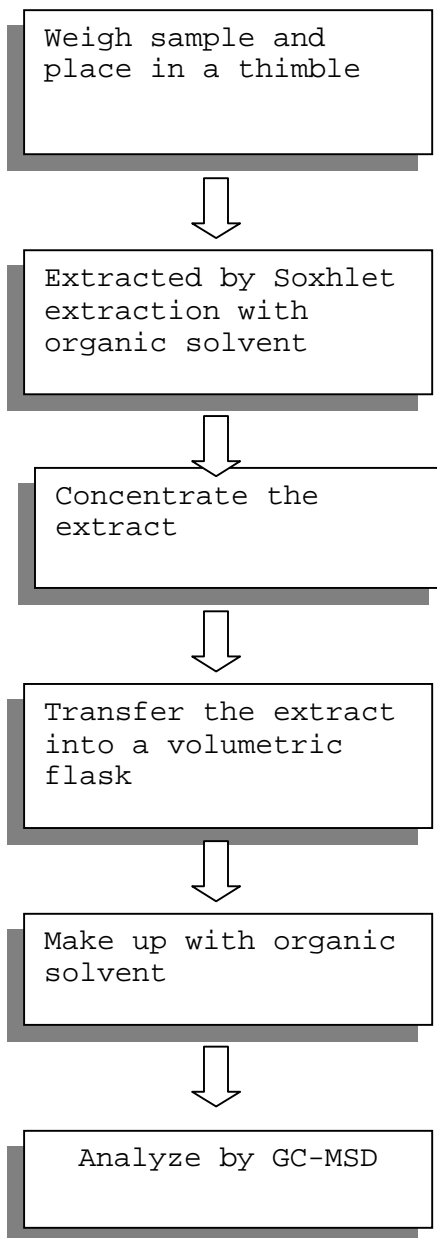 Weigh sample and
place in a thimble
Extracted by Soxhlet
extraction with
organic solvent
Concentrate the
extract
Transfer the extract
into a volumetric
flask
Make up with organic
solvent
Analyze by GC-MSD